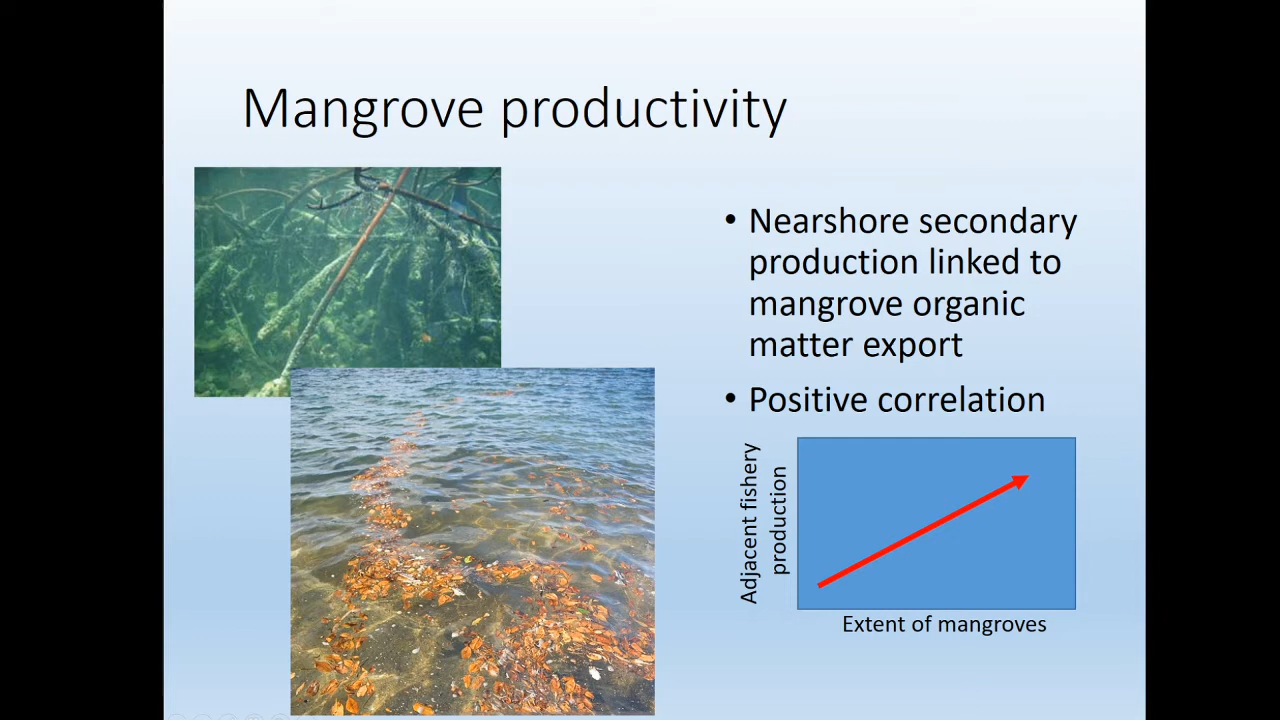 Mangrove productivity
• Nearshore secondary
production linked to
mangrove organic
matter export
• Positive correlation
Adjacent fishery
production
Extent of mangroves